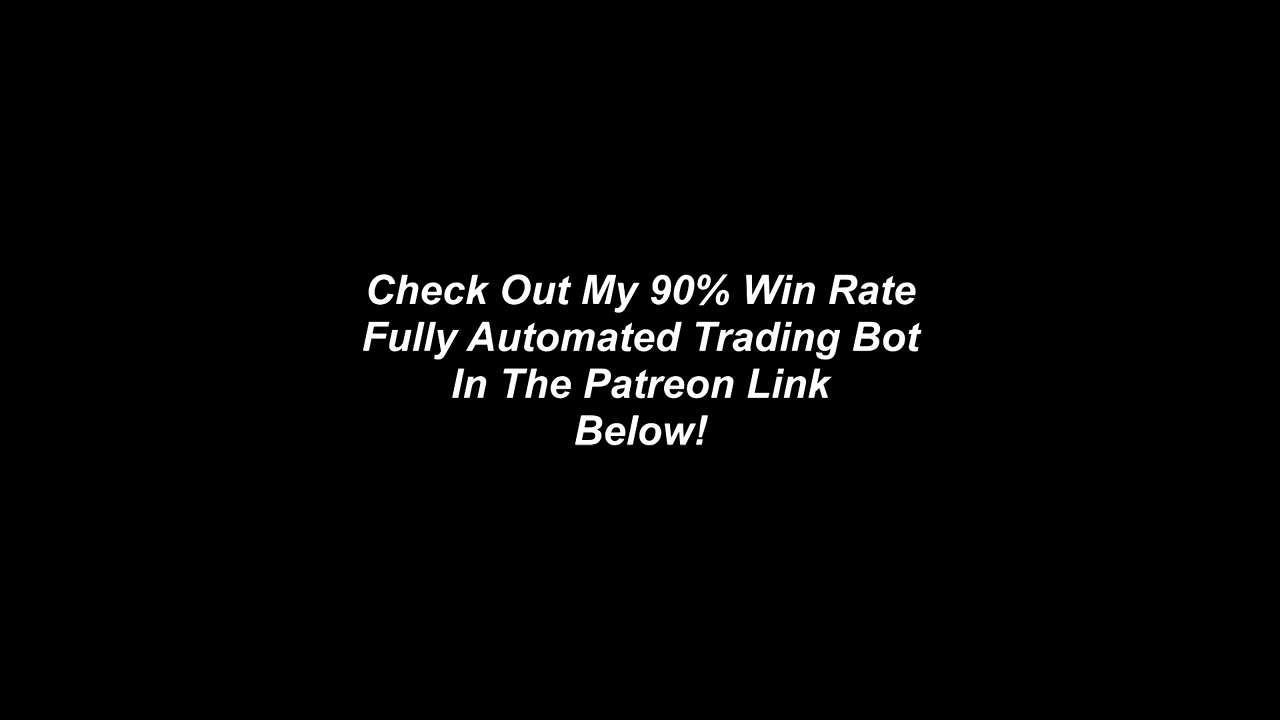 Check Out My 90% Win Rate
Fully Automated Trading Bot
In The Patreon Link
Below!